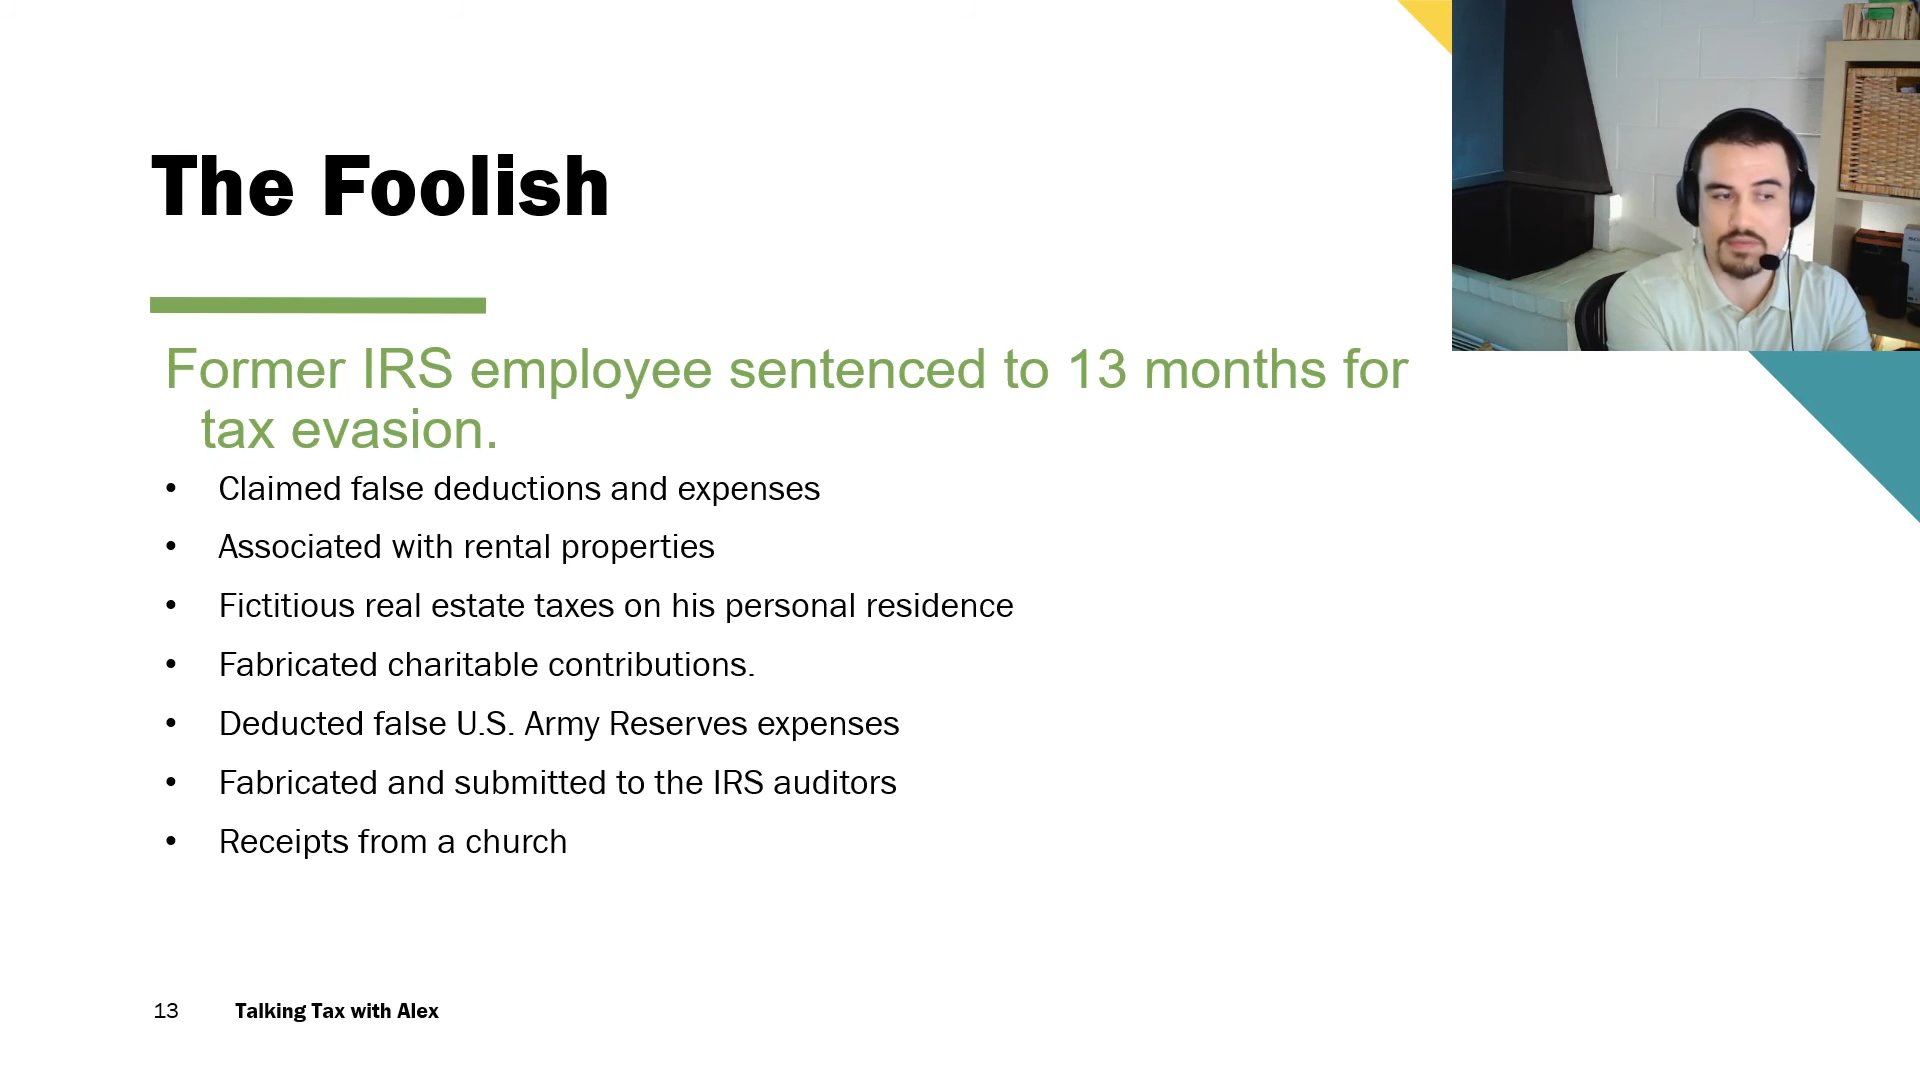 The Foolish
Former IRS employee sentenced to 13 months for
tax evasion.
• Claimed false deductions and expenses
• Associated with rental properties
• Fictitious real estate taxes on his personal residence
• Fabricated charitable contributions.
• Deducted false U.S. Army Reserves expenses
• Fabricated and submitted to the IRS auditors
• Receipts from a church
13 Talking Tax with Alex